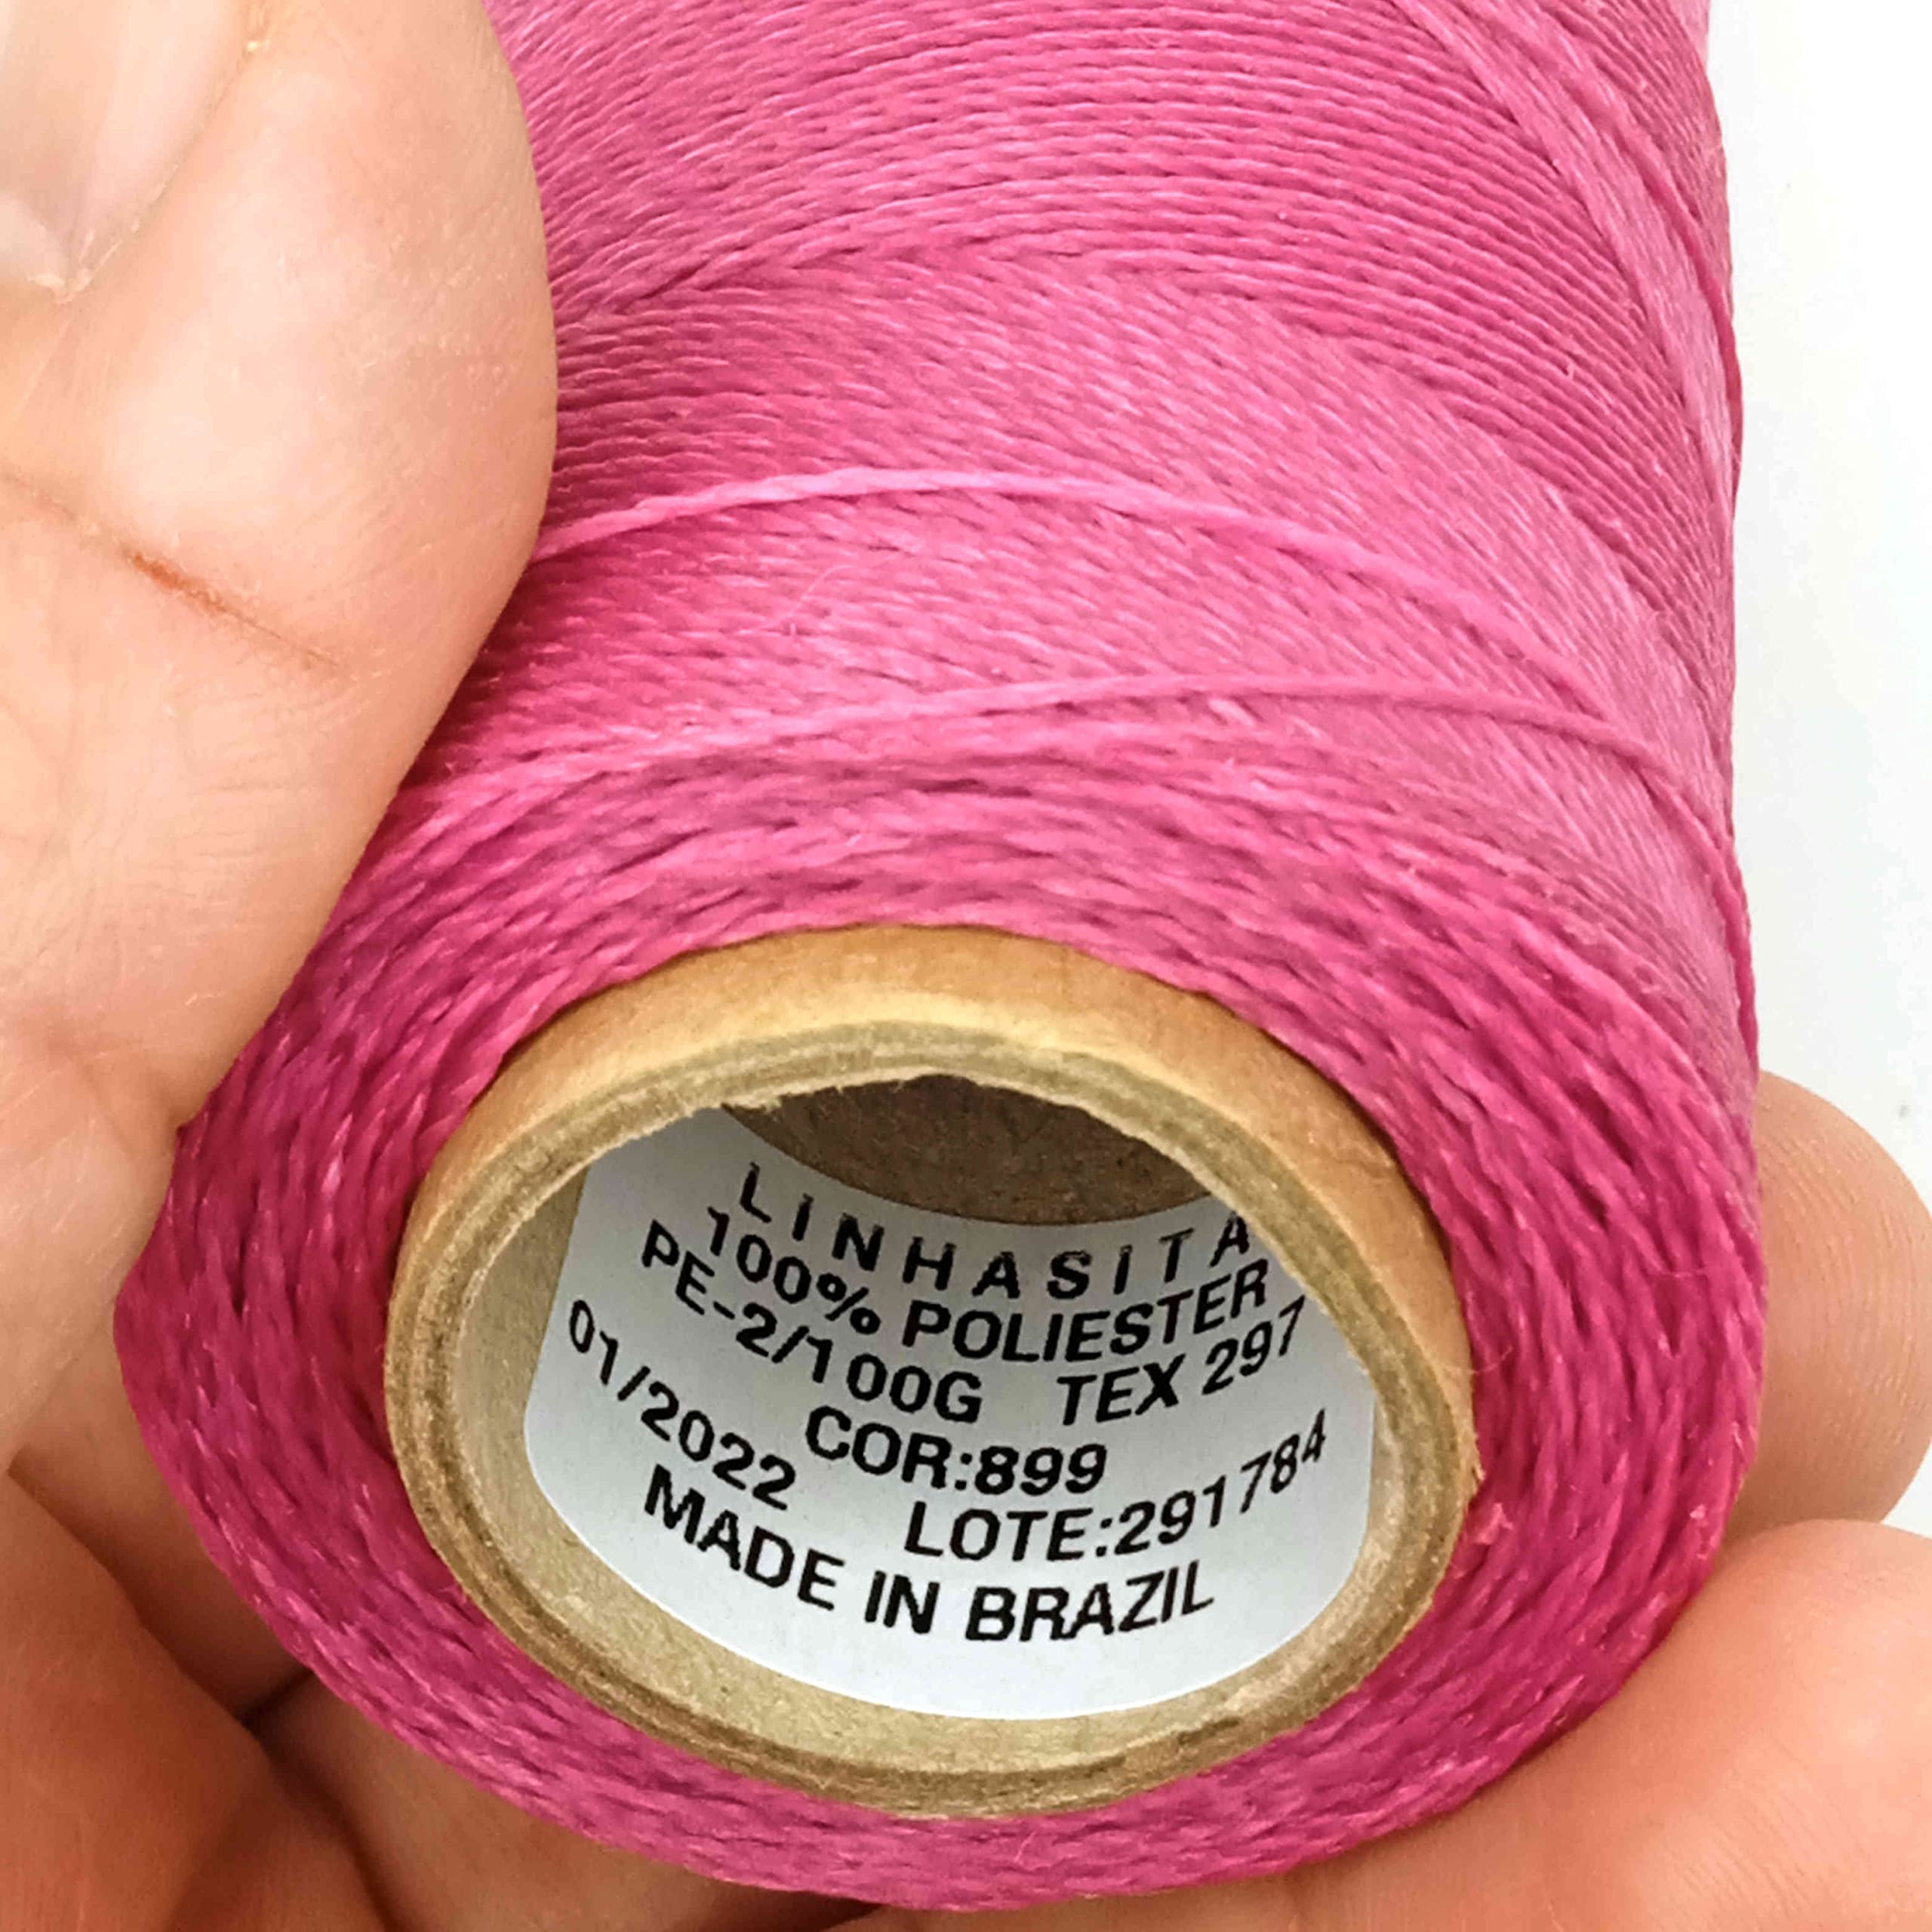 LINHASITA
100% POLIESTER
PE-2/100G TEX 297
COR:899
01/2022 LOTE:291784
MADE IN BRAZIL